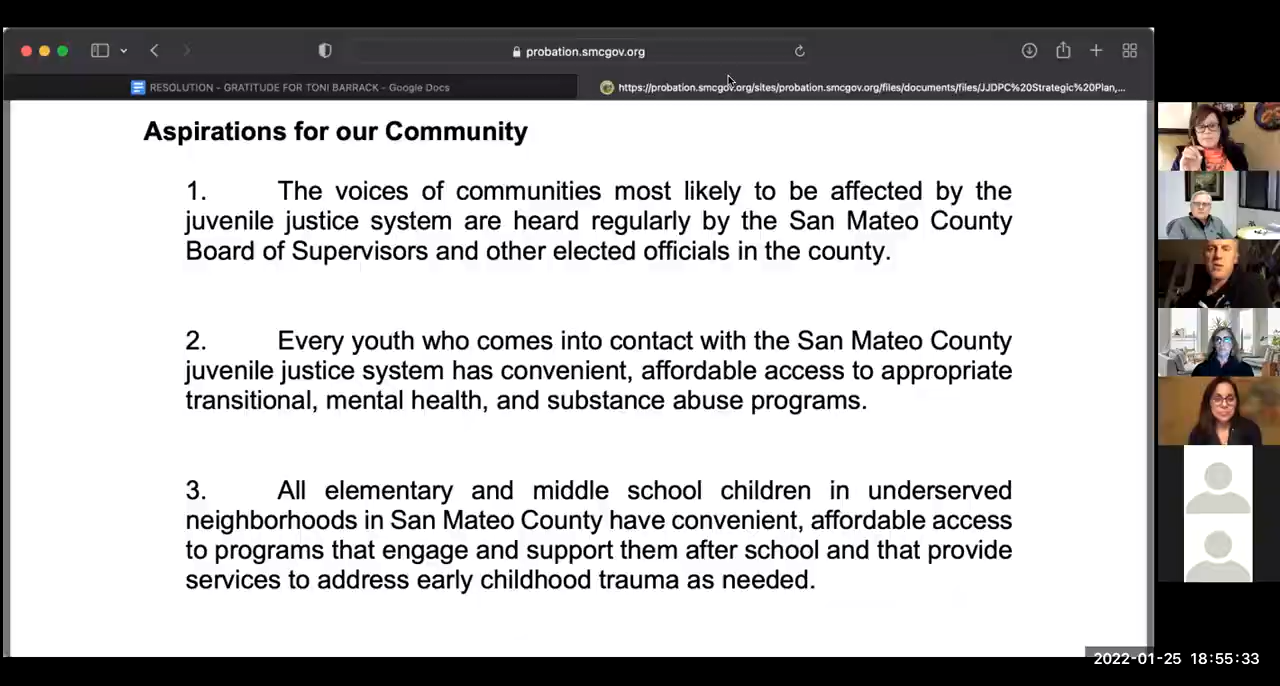 probation.smcgov.org
RESOLUTION - GRATITUDE FOR TONI BARRACK - Google Docs
https://probation.smcgov.org/sites/probation.smcgov.org/files/documents/files/JJDPC%20Strategic%20Plan,...
Aspirations for our Community
1. The voices of communities most likely to be affected by the
juvenile justice system are heard regularly by the San Mateo County
Board of Supervisors and other elected officials in the county.
2. Every youth who comes into contact with the San Mateo County
juvenile justice system has convenient, affordable access to appropriate
transitional, mental health, and substance abuse programs.
3. All elementary and middle school children in underserved
neighborhoods in San Mateo County have convenient, affordable access
to programs that engage and support them after school and that provide
services to address early childhood trauma as needed.
2022-01-25 18:55:33